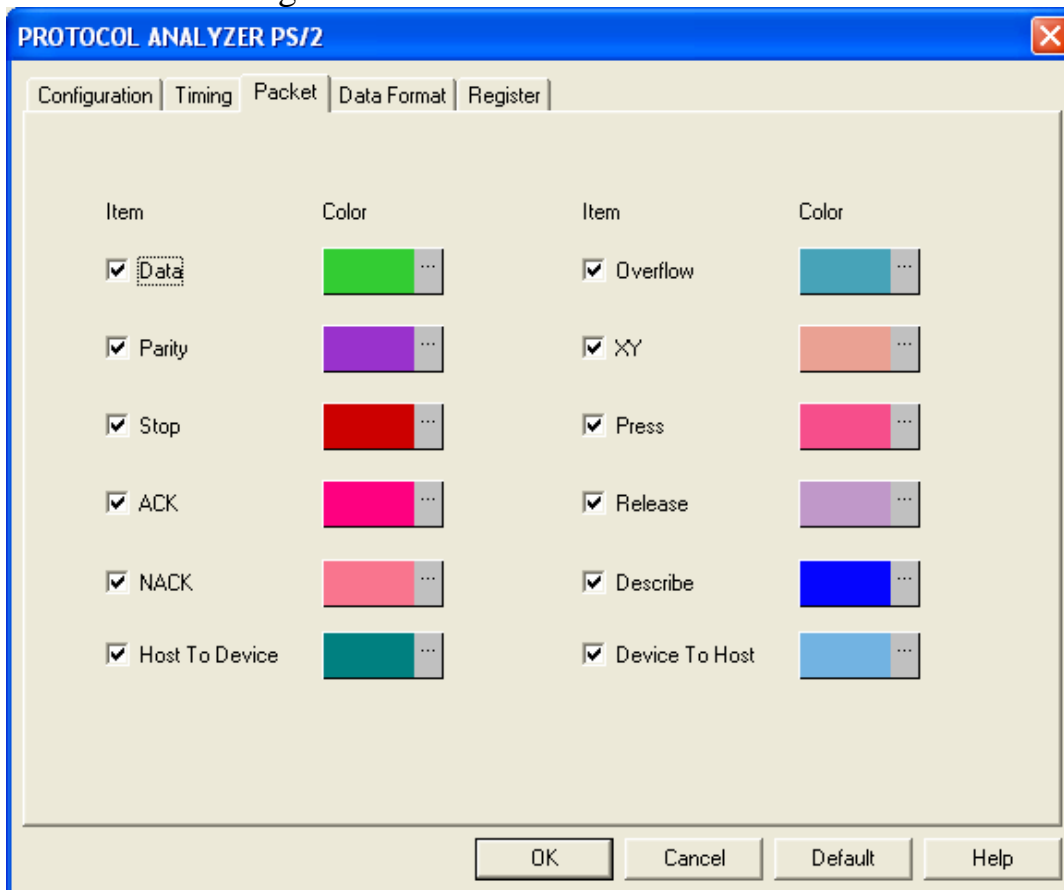 PROTOCOL ANALYZER PS/2
Configuration Timing Packet Data Format Register
Item Color Item Color
Data ... Overflow ...
Parity ... XY ...
Stop ... Press ...
ACK ... Release ...
NACK ... Describe ...
Host To Device ... Device To Host ...
OK Cancel Default Help